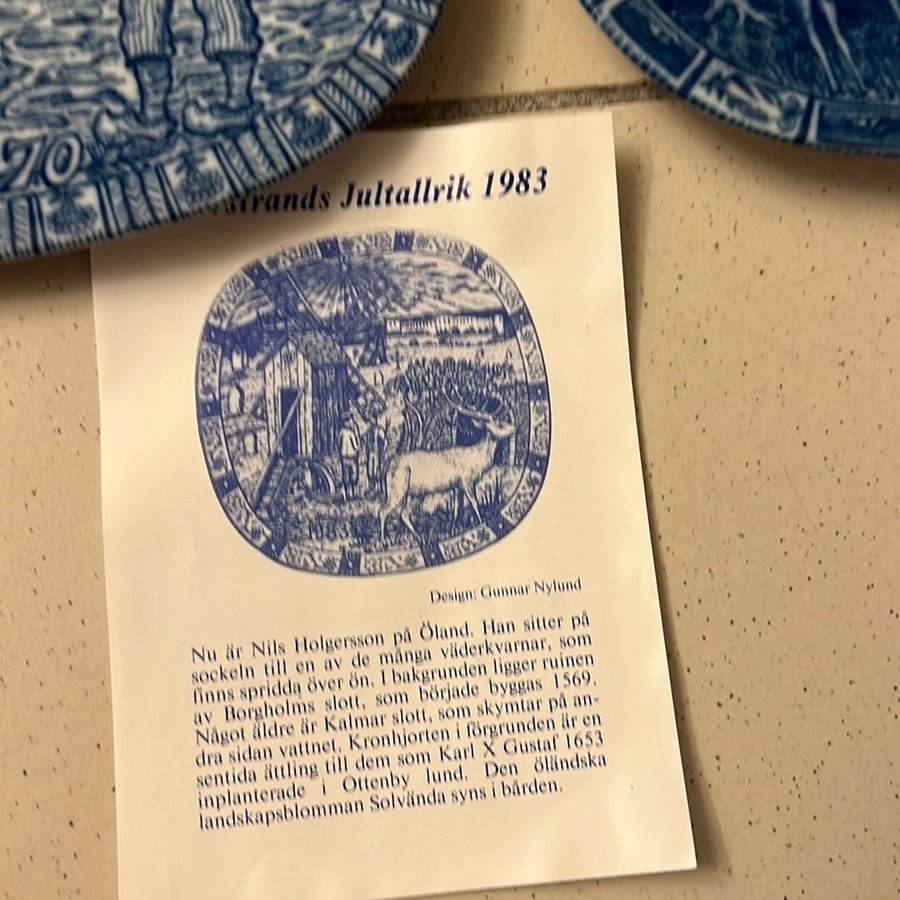 70
Jultallrik 1983
Design: Gunnar Nylund
Nu är Nils Holgersson på Öland. Han sitter på
sockeln till en av de många väderkvarnar, som
finns spridda över ön. I bakgrunden ligger ruinen
av Borgholms slott, som började byggas 1569.
Något äldre är Kalmar slott, som skymtar på an-
dra sidan vattnet. Kronhjorten i förgrunden är en
sentida ättling till dem som Karl X Gustaf 1653
inplanterade i Ottenby lund. Den öländska
landskapsblomman Solvända syns i bården.